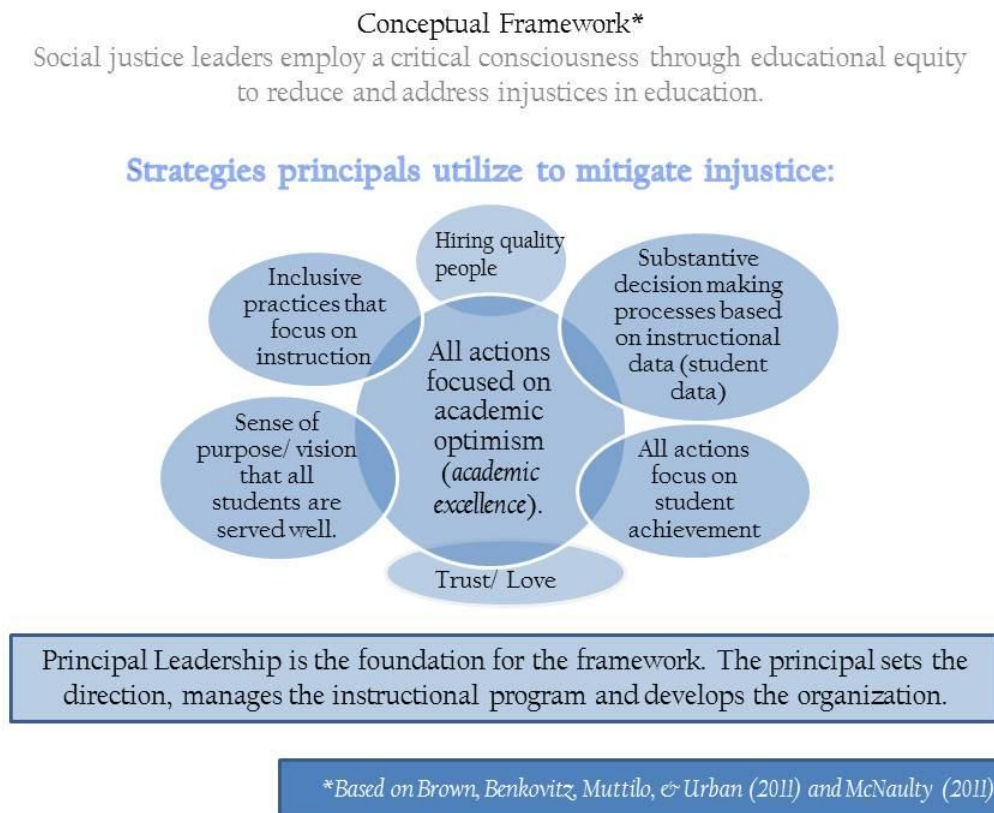 Conceptual Framework*
Social justice leaders employ a critical consciousness through educational equity
to reduce and address injustices in education.
Strategies principals utilize to mitigate injustice:
Hiring quality
people
Substantive
decision making
processes based
on instructional
data (student
data)
All actions
focus on
student
achievement
Trust/ Love
Sense of
purpose/ vision
that all
students are
served well.
Inclusive
practices that
focus on
instruction
All actions
focused on
academic
optimism
(academic
excellence).
Principal Leadership is the foundation for the framework. The principal sets the
direction, manages the instructional program and develops the organization.
*Based on Brown, Benkovitz, Muttilo, & Urban (2011) and McNaulty (2011)